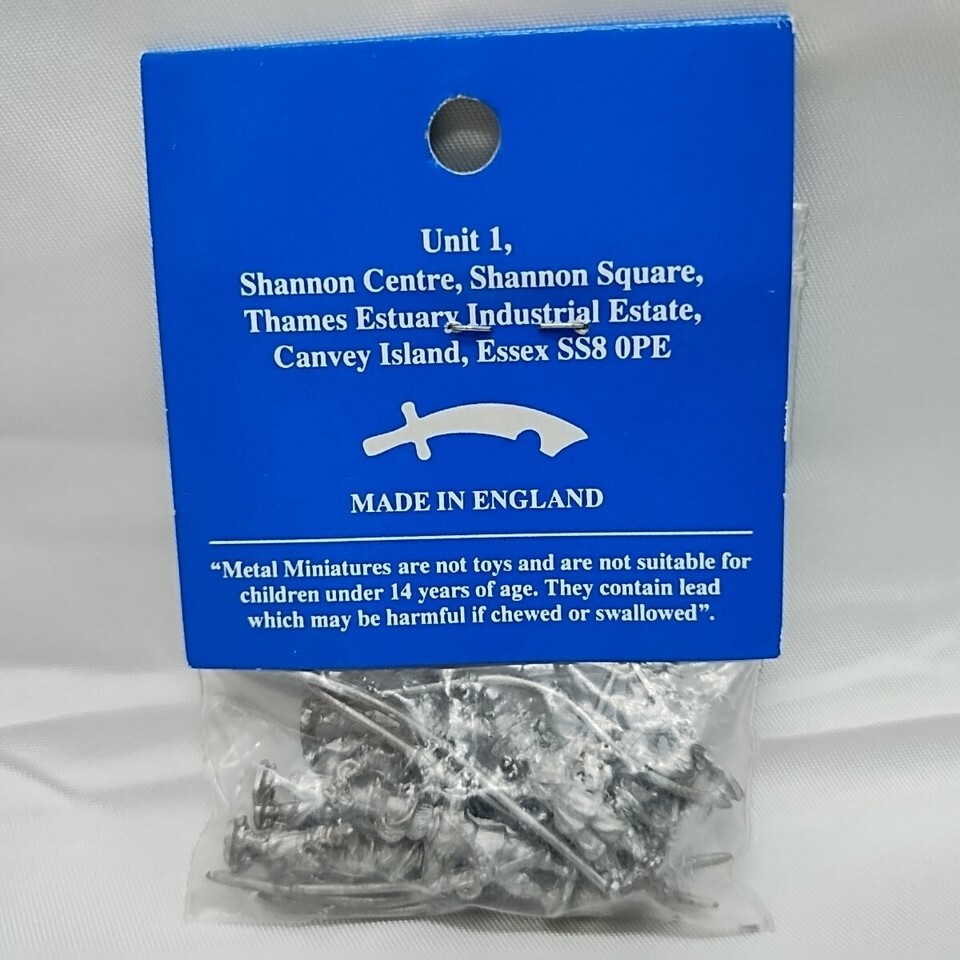 Unit 1,
Shannon Centre, Shannon Square,
Thames Estuary Industrial Estate,
Canvey Island, Essex SS8 0PE
MADE IN ENGLAND
“Metal Miniatures are not toys and are not suitable for
children under 14 years of age. They contain lead
which may be harmful if chewed or swallowed”.